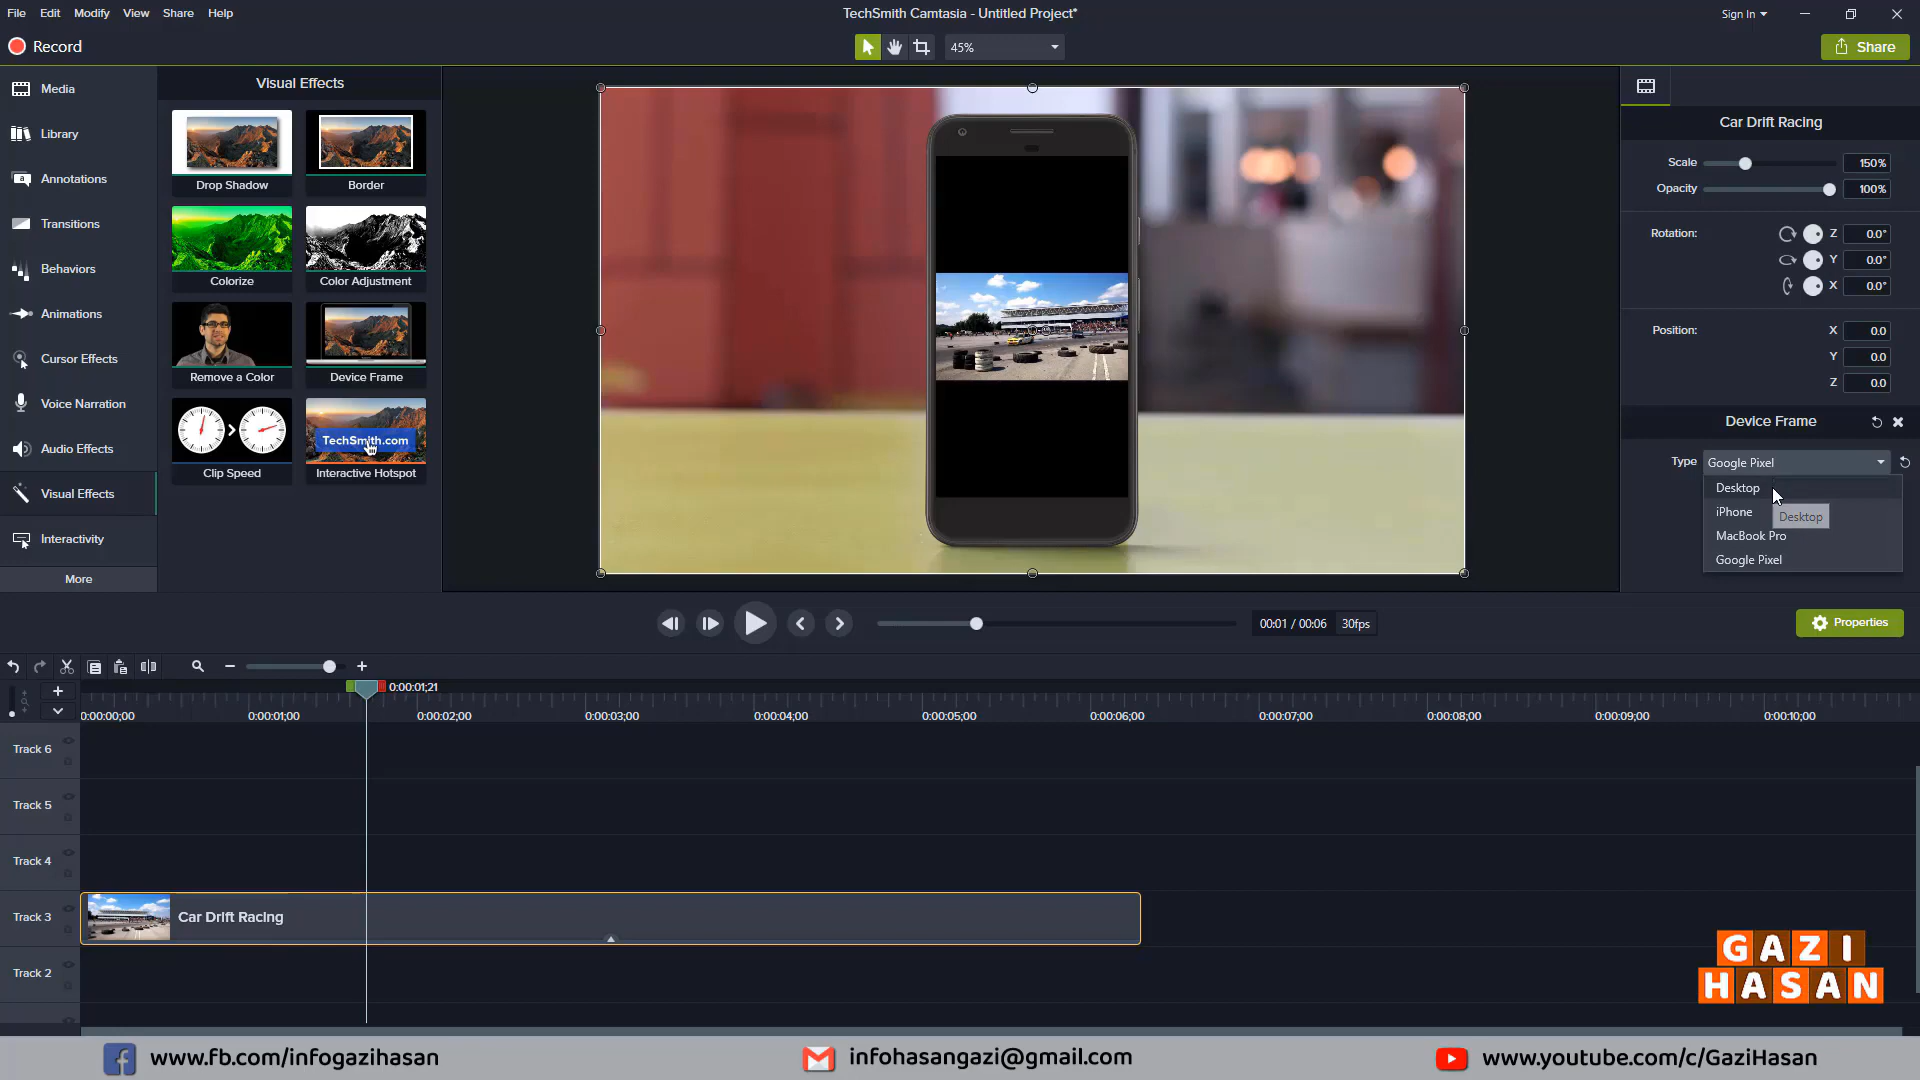 File Edit Modify View Share Help
TechSmith Camtasia - Untitled Project*
Sign In
Record
45%
Share
Media
Library
Annotations
Transitions
Behaviors
Animations
Cursor Effects
Voice Narration
Audio Effects
Visual Effects
Interactivity
More
Visual Effects
Drop Shadow
Border
Colorize
Color Adjustment
Remove a Color
Device Frame
Clip Speed
TechSmith.com
Interactive Hotspot
Car Drift Racing
Scale 150%
Opacity 100%
Rotation: Z 0.0°
Y 0.0°
X 0.0°
Position: X 0.0
Y 0.0
Z 0.0
Device Frame
Type Google Pixel
Desktop
iPhone
Desktop
MacBook Pro
Google Pixel
00:01 / 00:06 30fps
Properties
0:00:01;21
0:00:00;00 0:00:01;00 0:00:02;00 0:00:03;00 0:00:04;00 0:00:05;00 0:00:06;00 0:00:07;00 0:00:08;00 0:00:09;00 0:00:10;00
Track 6
Track 5
Track 4
Track 3
Car Drift Racing
Track 2
GAZI
HASAN
www.fb.com/infogazihasan
infohasangazi@gmail.com
www.youtube.com/c/GaziHasan